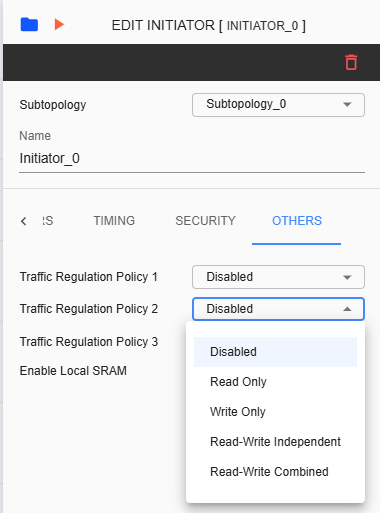 EDIT INITIATOR [ INITIATOR_0 ]
Subtopology Subtopology_0
Name
Initiator_0
RS TIMING SECURITY OTHERS
Traffic Regulation Policy 1 Disabled
Traffic Regulation Policy 2 Disabled
Traffic Regulation Policy 3
Enable Local SRAM
Disabled
Read Only
Write Only
Read-Write Independent
Read-Write Combined